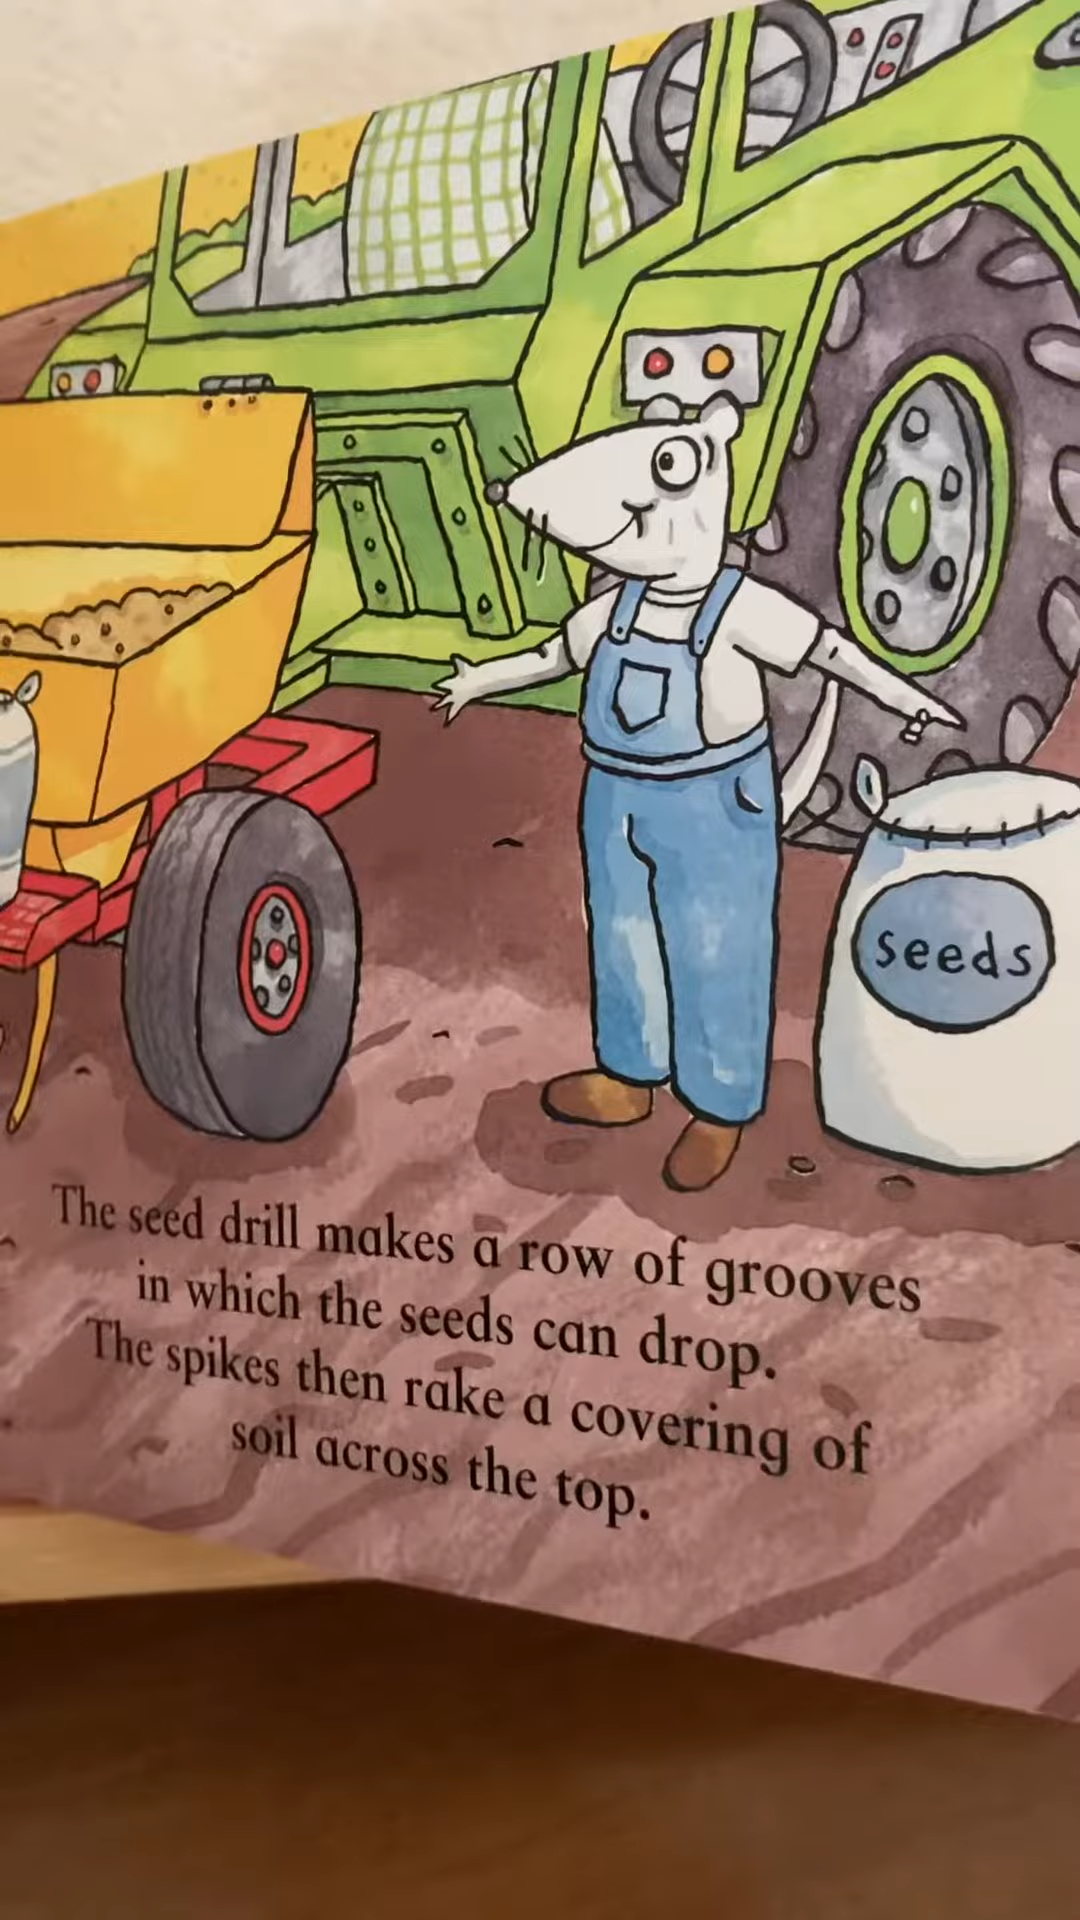 seeds
The seed drill makes a row of grooves
in which the seeds can drop.
The spikes then rake a covering of
soil across the top.